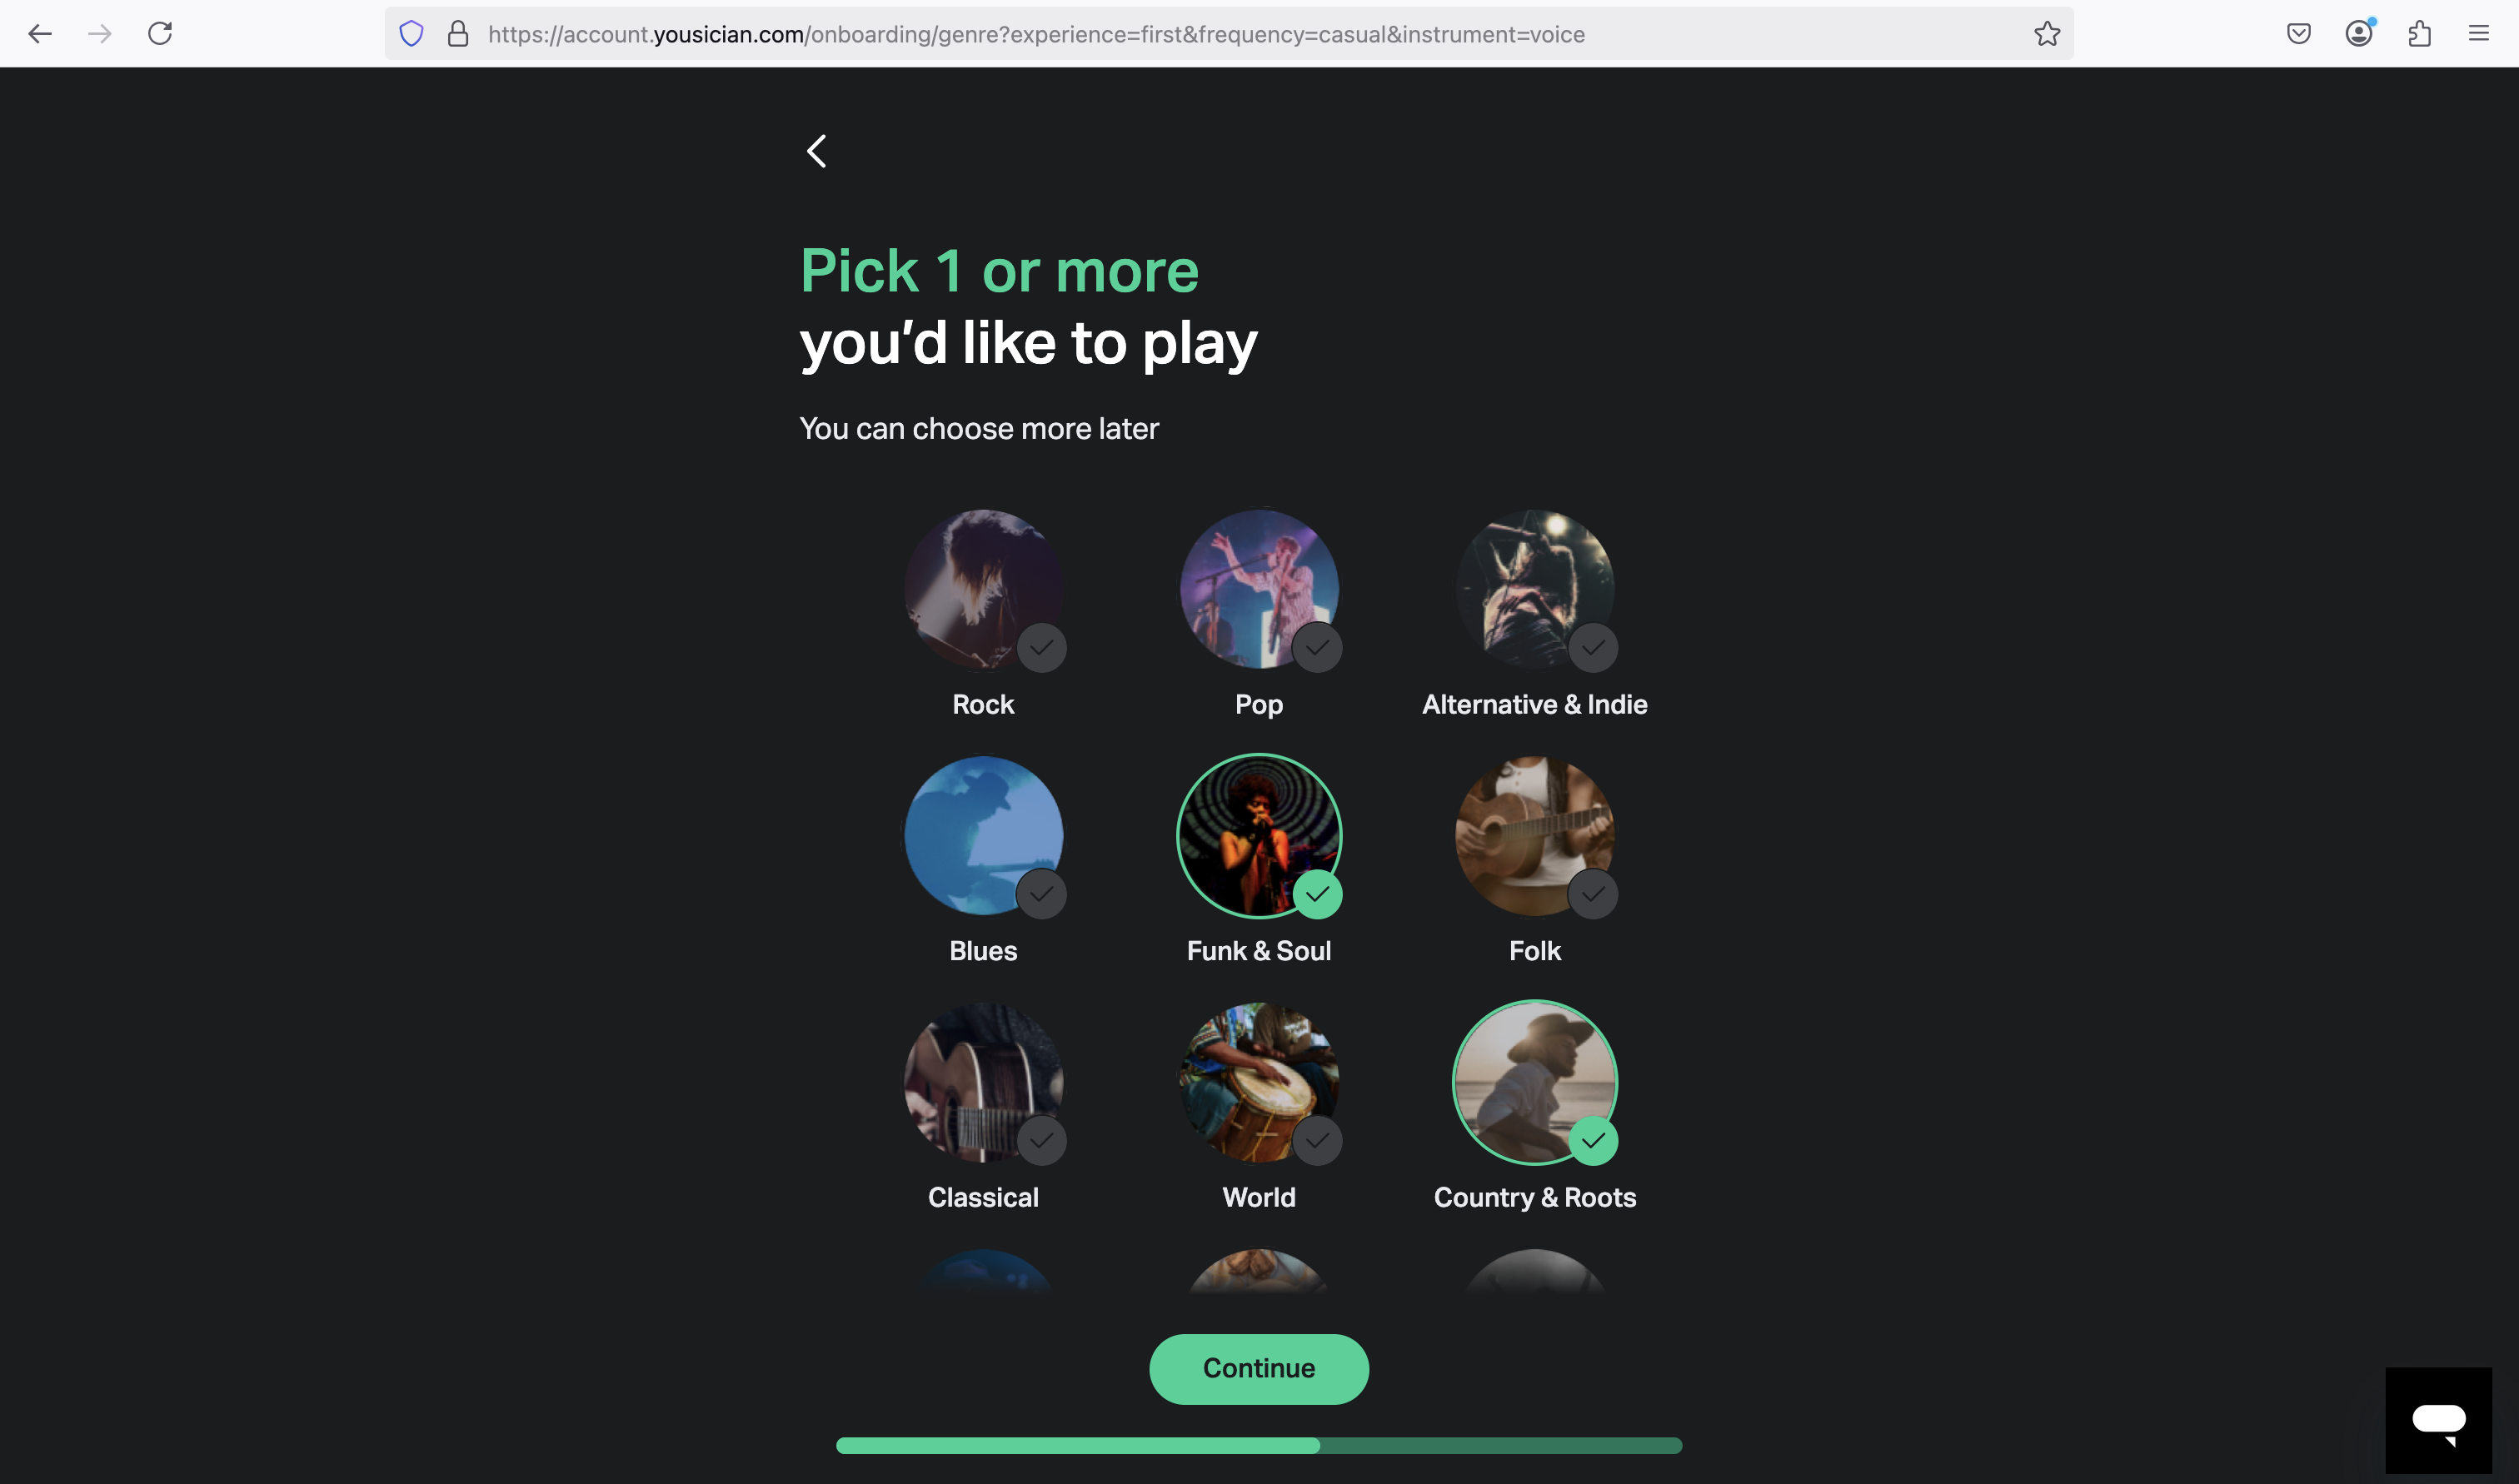 https://account.yousician.com/onboarding/genre?experience=first&frequency=casual&instrument=voice
Pick 1 or more
you’d like to play
You can choose more later
Rock
Pop
Alternative & Indie
Blues
Funk & Soul
Folk
Classical
World
Country & Roots
Continue